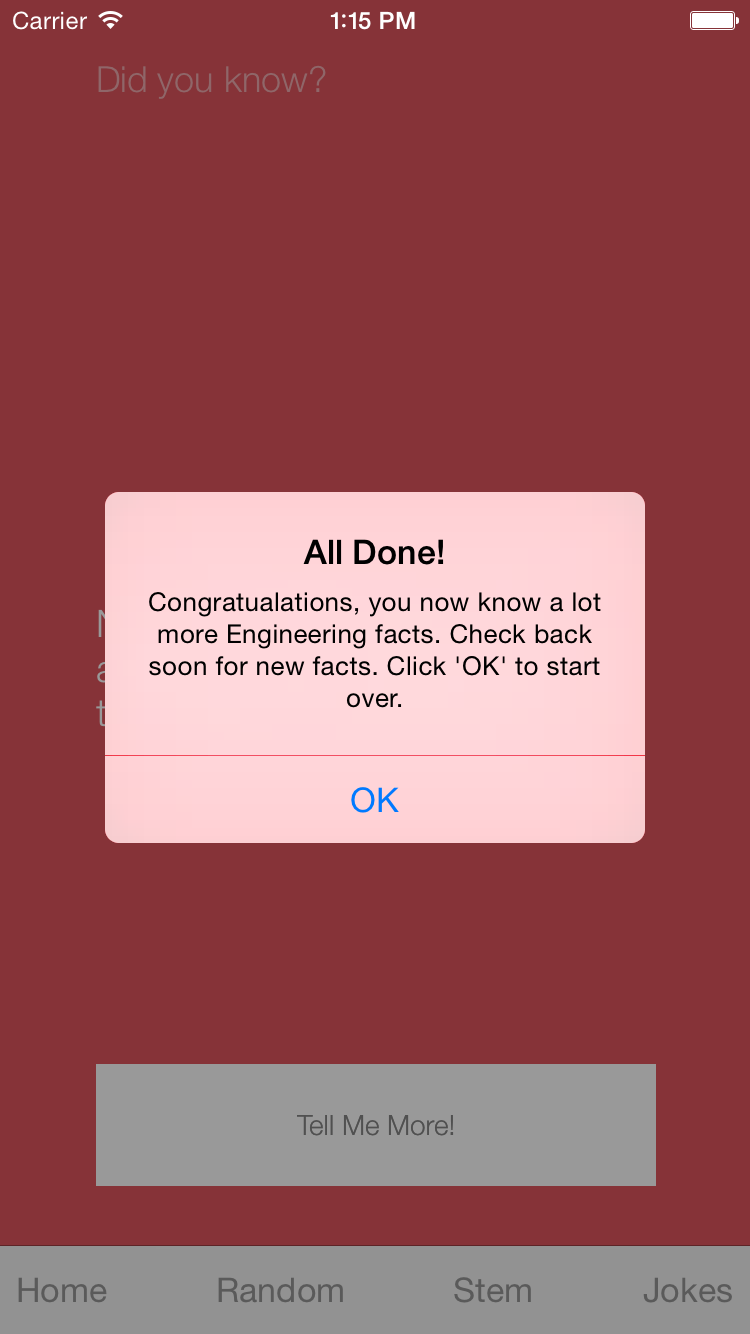 Carrier 1:15 PM
Did you know?
All Done!
Congratualations, you now know a lot
more Engineering facts. Check back
soon for new facts. Click 'OK' to start
over.
OK
Tell Me More!
Home Random Stem Jokes